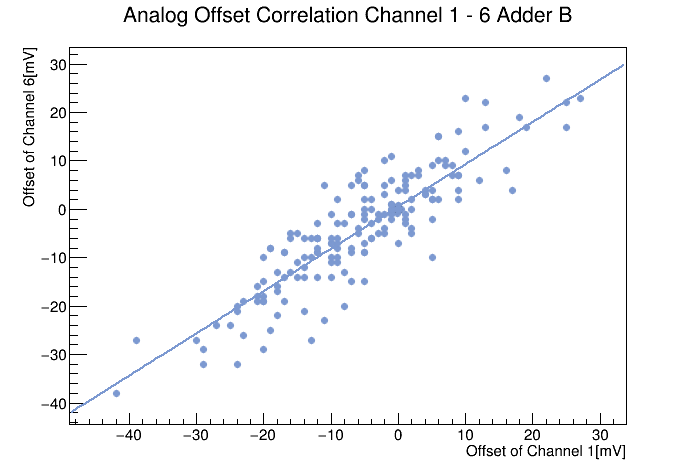 Analog Offset Correlation Channel 1 - 6 Adder B
Offset of Channel 6[mV]
30
20
10
0
−10
−20
−30
−40
−40 −30 −20 −10 0 10 20 30
Offset of Channel 1[mV]